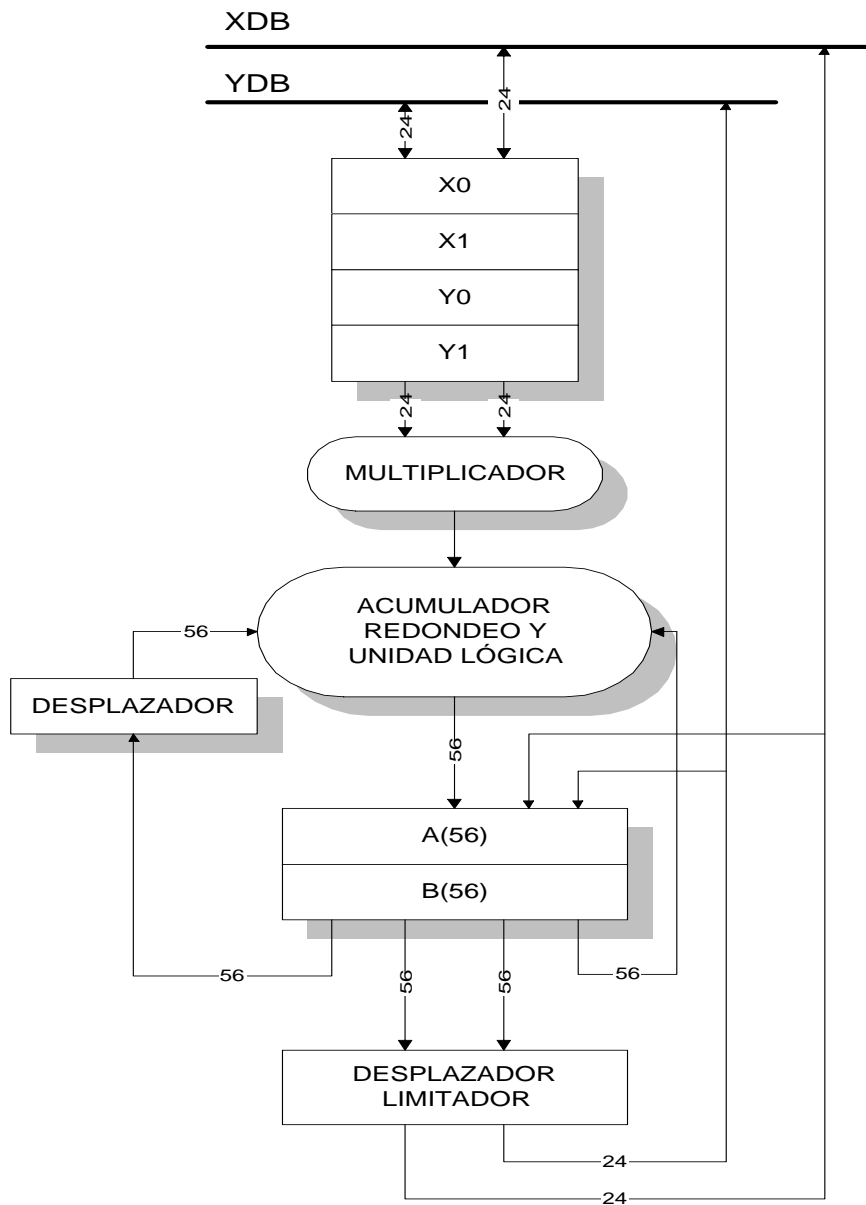 XDB
YDB
24
24
X0
X1
Y0
Y1
24
24
MULTIPLICADOR
ACUMULADOR
REDONDEO Y
UNIDAD LÓGICA
56
DESPLAZADOR
56
A(56)
B(56)
56
56
56
56
DESPLAZADOR
LIMITADOR
24
24